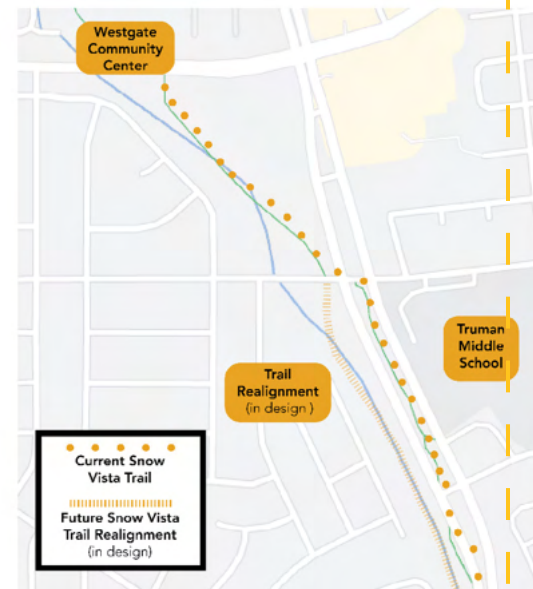 Westgate
Community
Center
Truman
Middle
School
Trail
Realignment
(in design )
Current Snow
Vista Trail
Future Snow Vista
Trail Realignment
(in design)